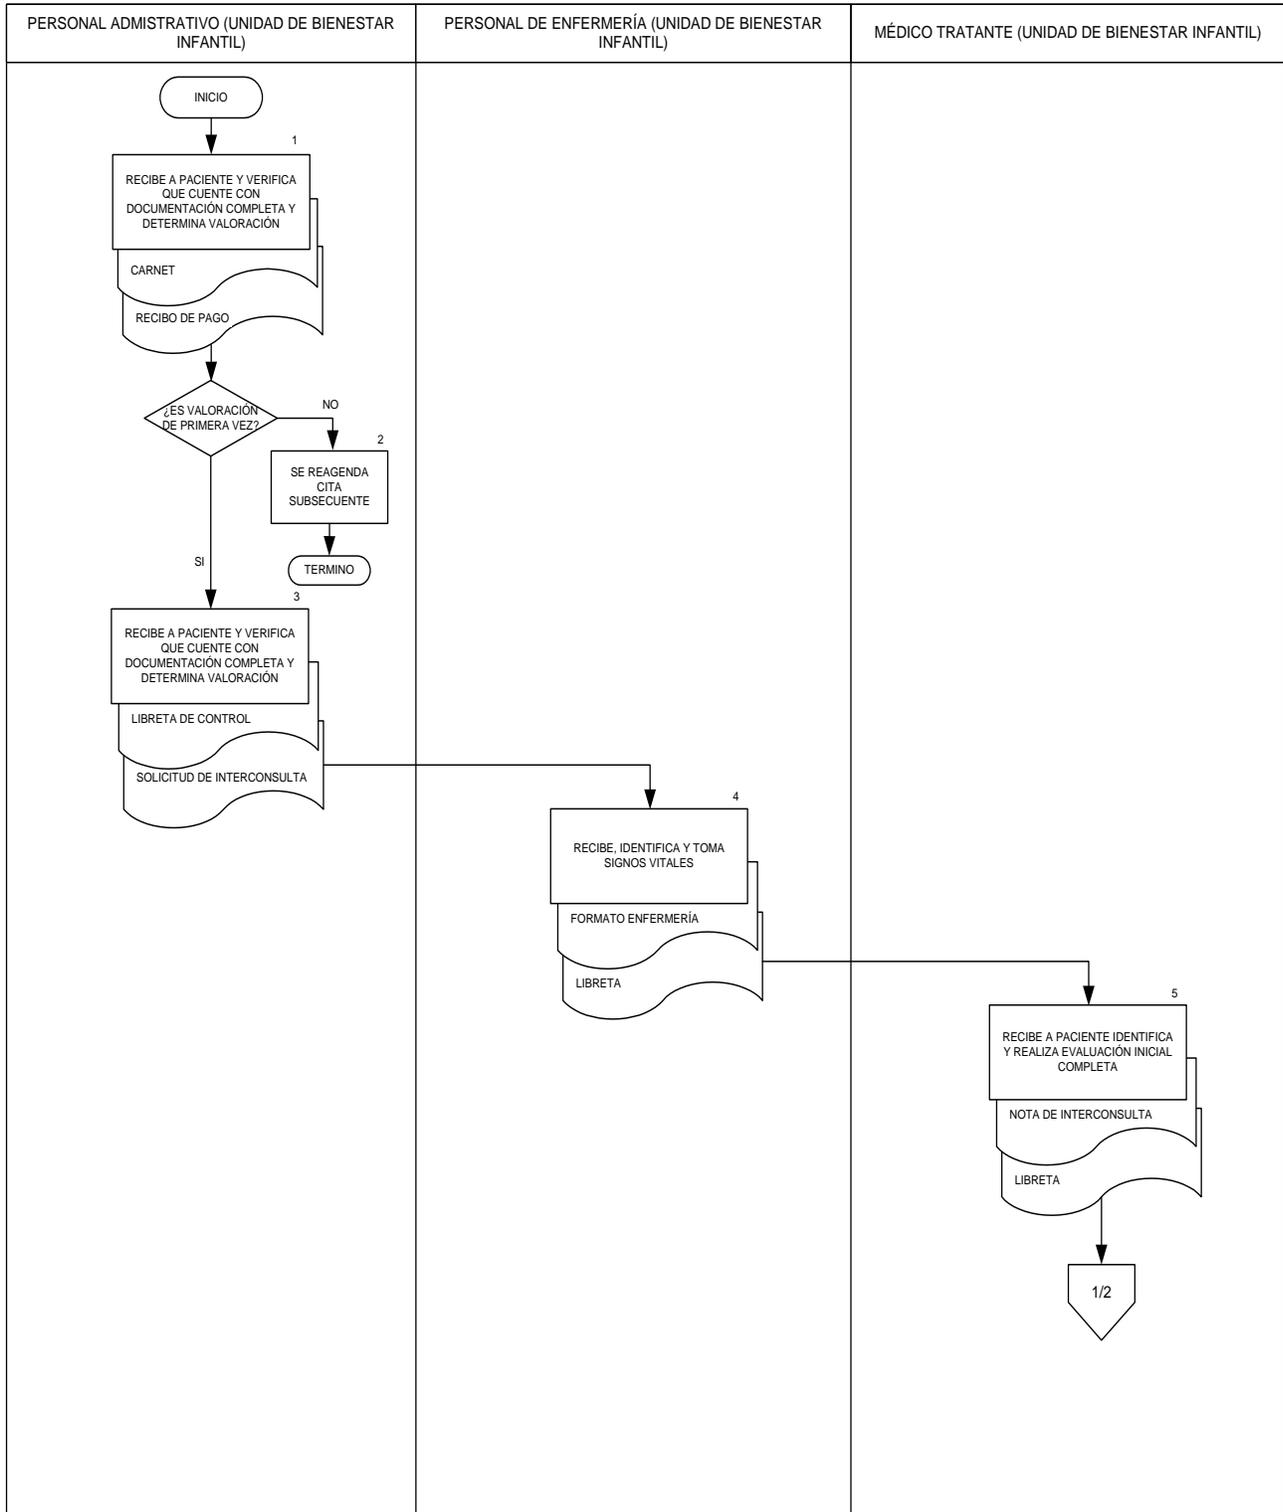 PERSONAL ADMISTRATIVO (UNIDAD DE BIENESTAR
INFANTIL)
PERSONAL DE ENFERMERÍA (UNIDAD DE BIENESTAR
INFANTIL)
MÉDICO TRATANTE (UNIDAD DE BIENESTAR INFANTIL)
INICIO
1
RECIBE A PACIENTE Y VERIFICA
QUE CUENTE CON
DOCUMENTACIÓN COMPLETA Y
DETERMINA VALORACIÓN
CARNET
RECIBO DE PAGO
¿ES VALORACIÓN
DE PRIMERA VEZ?
NO
2
SE REAGENDA
CITA
SUBSECUENTE
TERMINO
SI
3
RECIBE A PACIENTE Y VERIFICA
QUE CUENTE CON
DOCUMENTACIÓN COMPLETA Y
DETERMINA VALORACIÓN
LIBRETA DE CONTROL
SOLICITUD DE INTERCONSULTA
4
RECIBE, IDENTIFICA Y TOMA
SIGNOS VITALES
FORMATO ENFERMERÍA
LIBRETA
5
RECIBE A PACIENTE IDENTIFICA
Y REALIZA EVALUACIÓN INICIAL
COMPLETA
NOTA DE INTERCONSULTA
LIBRETA
1/2